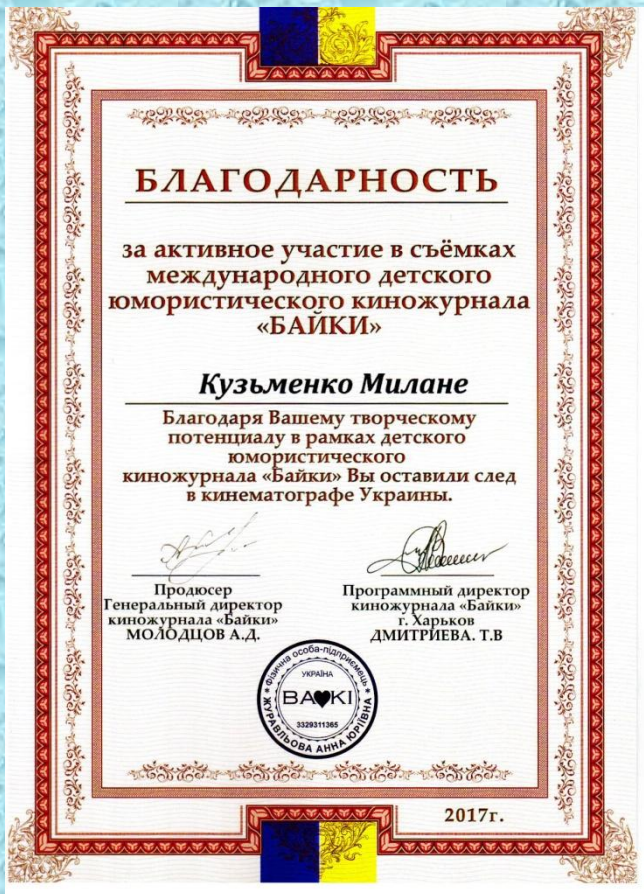 БЛАГОДАРНОСТЬ
за активное участие в съёмках
международного детского
юмористического киножурнала
«БАЙКИ»
Кузьменко Милане
Благодаря Вашему творческому
потенциалу в рамках детского
юмористического
киножурнала «Байки» Вы оставили след
в кинематографе Украины.
Продюсер
Генеральный директор
киножурнала «Байки»
МОЛОДЦОВ А.Д.
Программный директор
киножурнала «Байки»
г. Харьков
ДМИТРИЕВА. Т.В
Фізична особа-підприємець
УКРАЇНА
BA♥KI
3329311365
* ЖУРАВЛЬОВА АННА ЮРІЇВНА *
2017г.